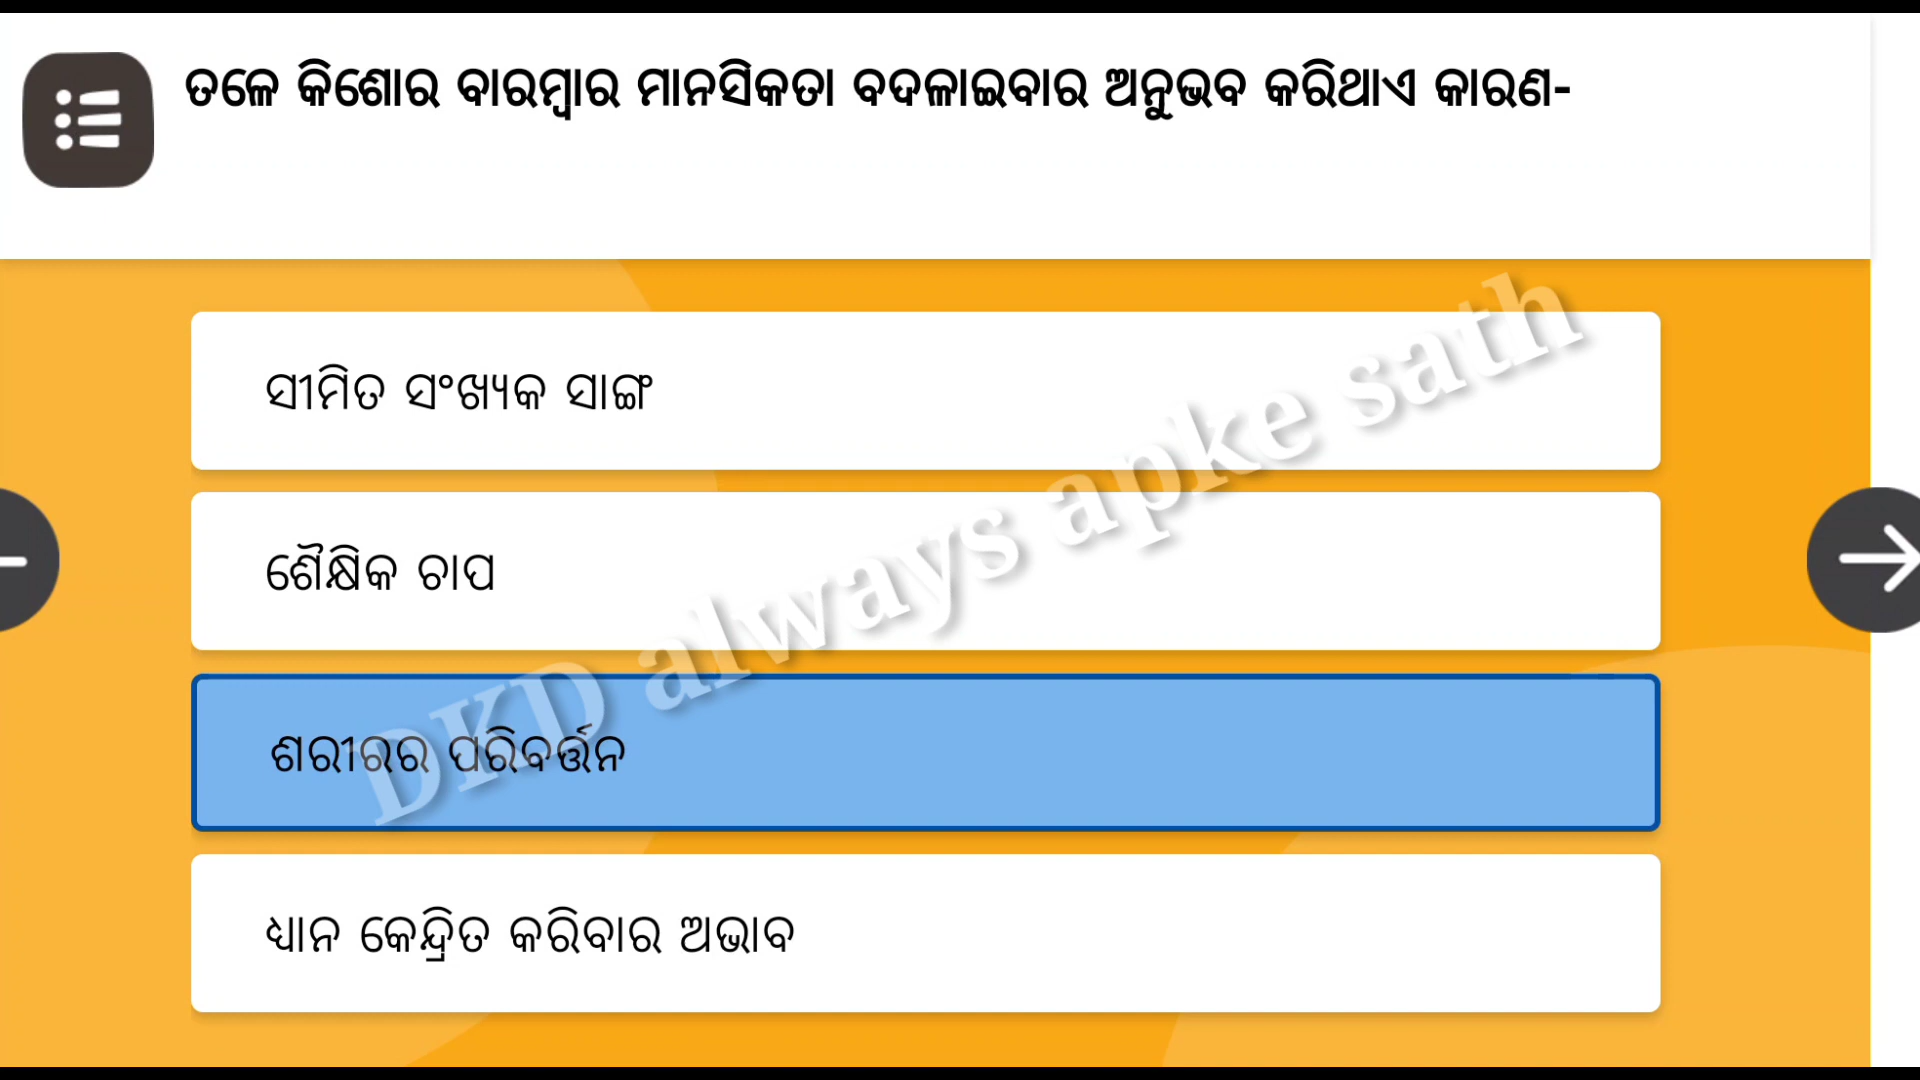 ତଳେ କିଶୋର ବାରମ୍ବାର ମାନସିକତା ବଦଳାଇବାର ଅନୁଭବ କରିଥାଏ କାରଣ-
ସୀମିତ ସଂଖ୍ୟକ ସାଙ୍ଗ
ଶୈକ୍ଷିକ ଚାପ
ଶରୀରର ପରିବର୍ତ୍ତନ
ଧ୍ୟାନ କେନ୍ଦ୍ରିତ କରିବାର ଅଭାବ
DKD always apke sath